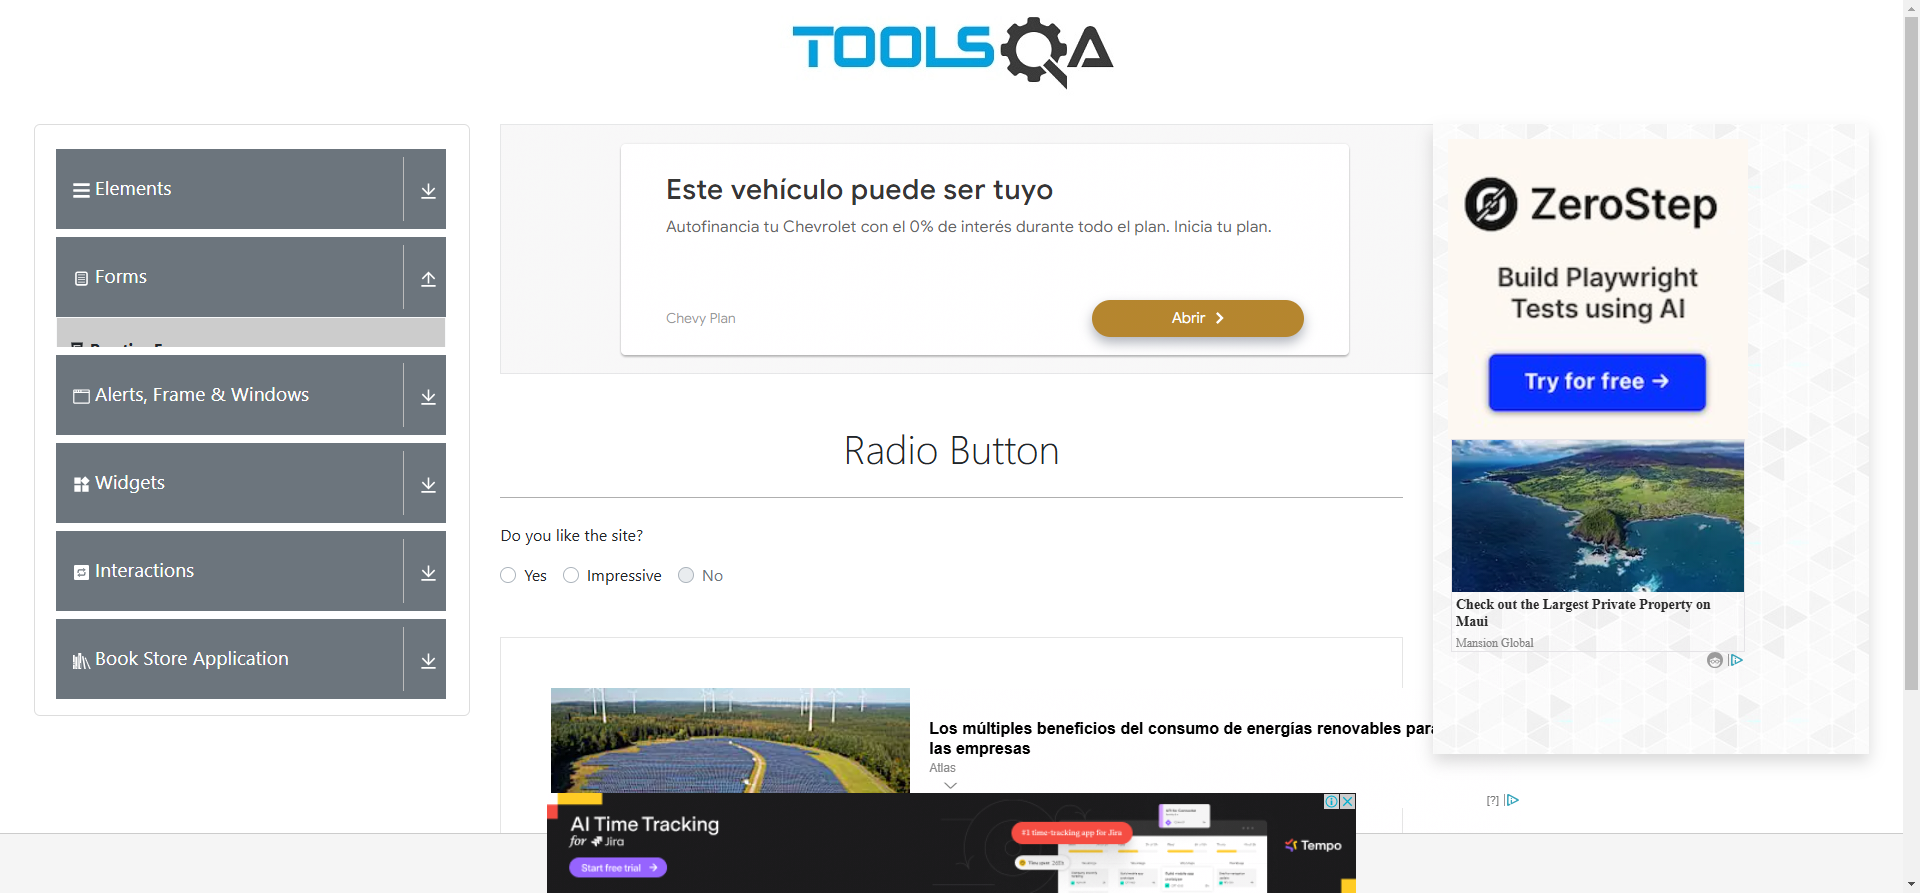 TOOLSQA
Elements
Forms
Alerts, Frame & Windows
Widgets
Interactions
Book Store Application
Este vehículo puede ser tuyo
Autofinancia tu Chevrolet con el 0% de interés durante todo el plan. Inicia tu plan.
Chevy Plan
Abrir
Radio Button
Do you like the site?
Yes
Impressive
No
Los múltiples beneficios del consumo de energías renovables para
las empresas
Atlas
AI Time Tracking
for Jira
Start free trial
#1 time-tracking app for Jira
Tempo
ZeroStep
Build Playwright
Tests using AI
Try for free →
Check out the Largest Private Property on
Maui
Mansion Global
[?]